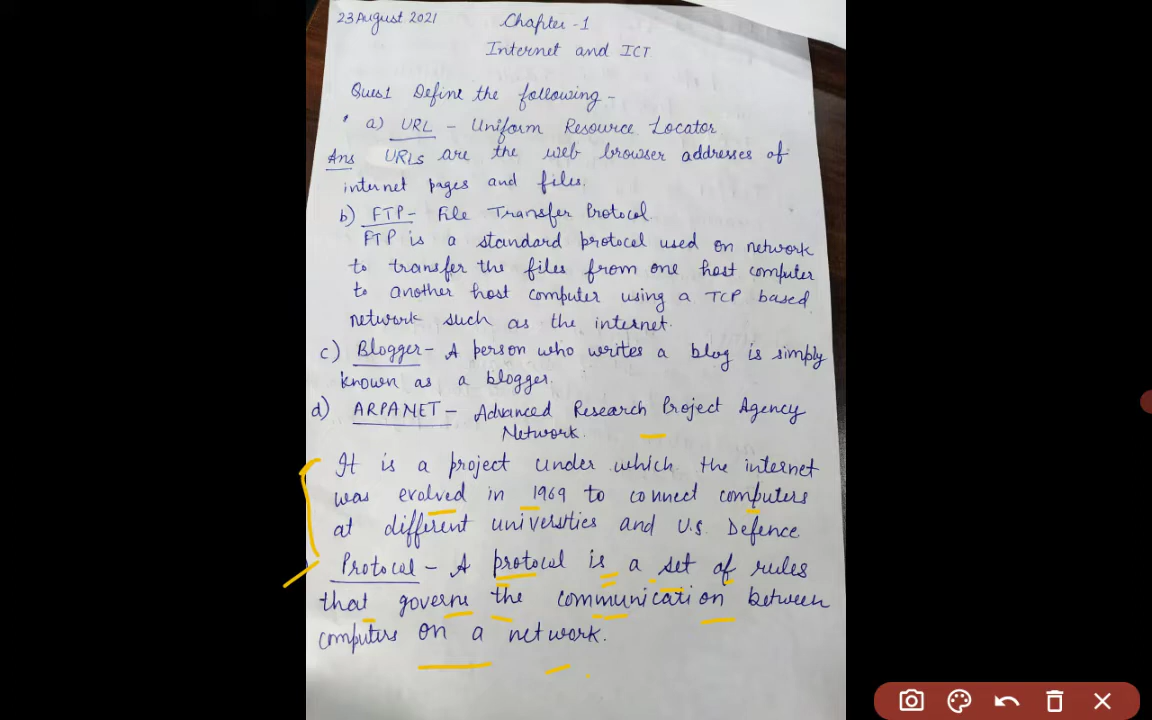 23 August 2021
Chapter -1
Internet and ICT
Ques1 Define the following -
a) URL - Uniform Resource Locator
Ans URLs are the web browser addresses of
internet pages and files.
b) FTP - File Transfer Protocol.
FTP is a standard protocol used on network
to transfer the files from one host computer
to another host computer using a TCP based
network such as the internet.
c) Blogger - A person who writes a blog is simply
known as a blogger.
d) ARPANET - Advanced Research Project Agency
Network.
It is a project under which the internet
was evolved in 1969 to connect computers
at different universities and U.S. Defence
Protocol - A protocol is a set of rules
that governs the communication between
computers on a network.